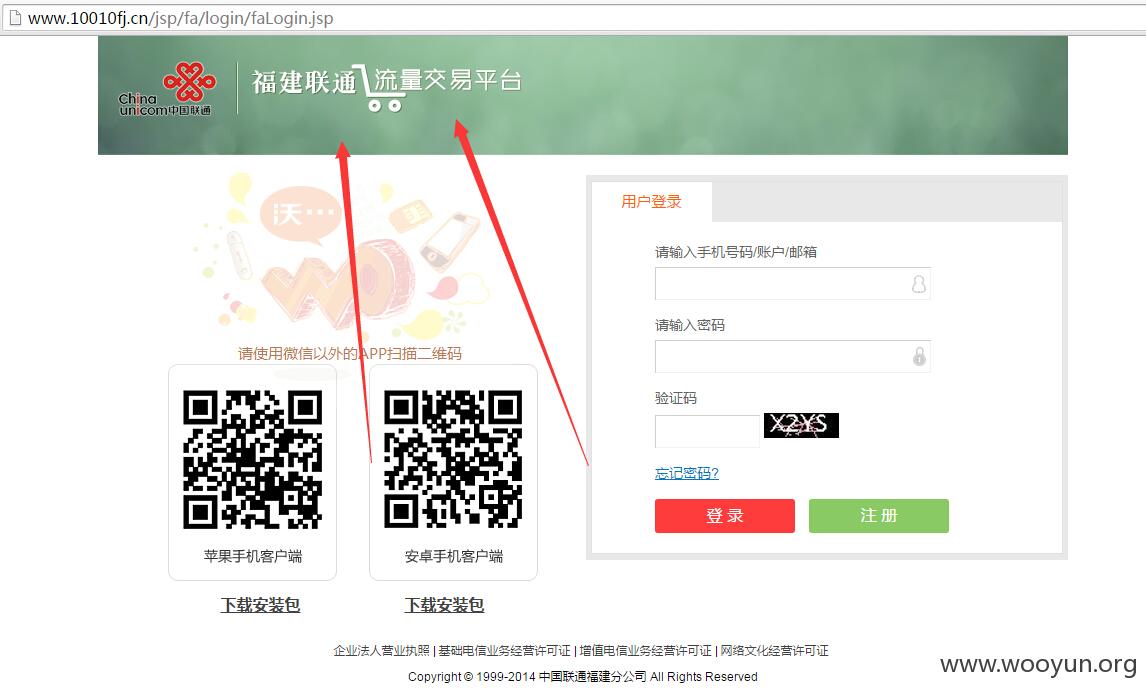 www.10010fj.cn/jsp/fa/login/faLogin.jsp
China
unicom中国联通
福建联通 流量交易平台
沃···
WO
用户登录
请输入手机号码/账户/邮箱
请输入密码
请使用微信以外的APP扫描二维码
验证码
X2YS
忘记密码?
登 录 注 册
苹果手机客户端 安卓手机客户端
下载安装包 下载安装包
企业法人营业执照 | 基础电信业务经营许可证 | 增值电信业务经营许可证 | 网络文化经营许可证
Copyright © 1999-2014 中国联通福建分公司 All Rights Reserved
www.wooyun.org